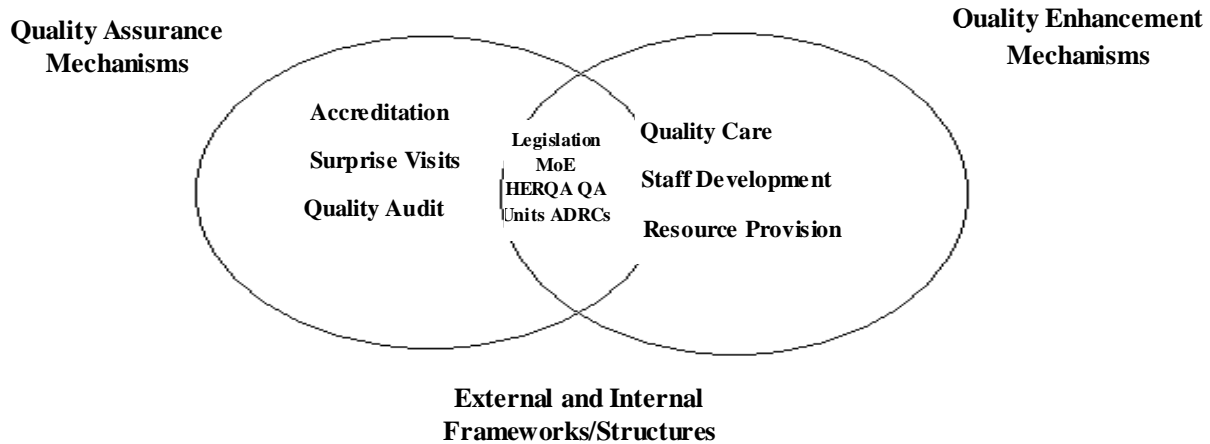 Quality Assurance
Mechanisms
Ouality Enhancement
Mechanisms
Accreditation
Surprise Visits
Quality Audit
Legislation
MoE
HERQA QA
Units ADRCs
Quality Care
Staff Development
Resource Provision
External and Internal
Frameworks/Structures